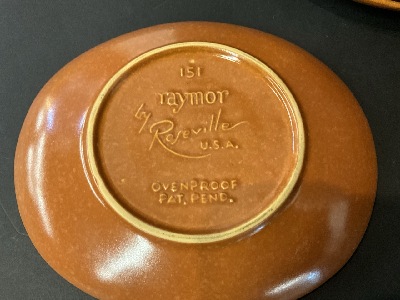 151
raymor
by Roseville
U.S.A.
OVENPROOF
PAT. PEND.